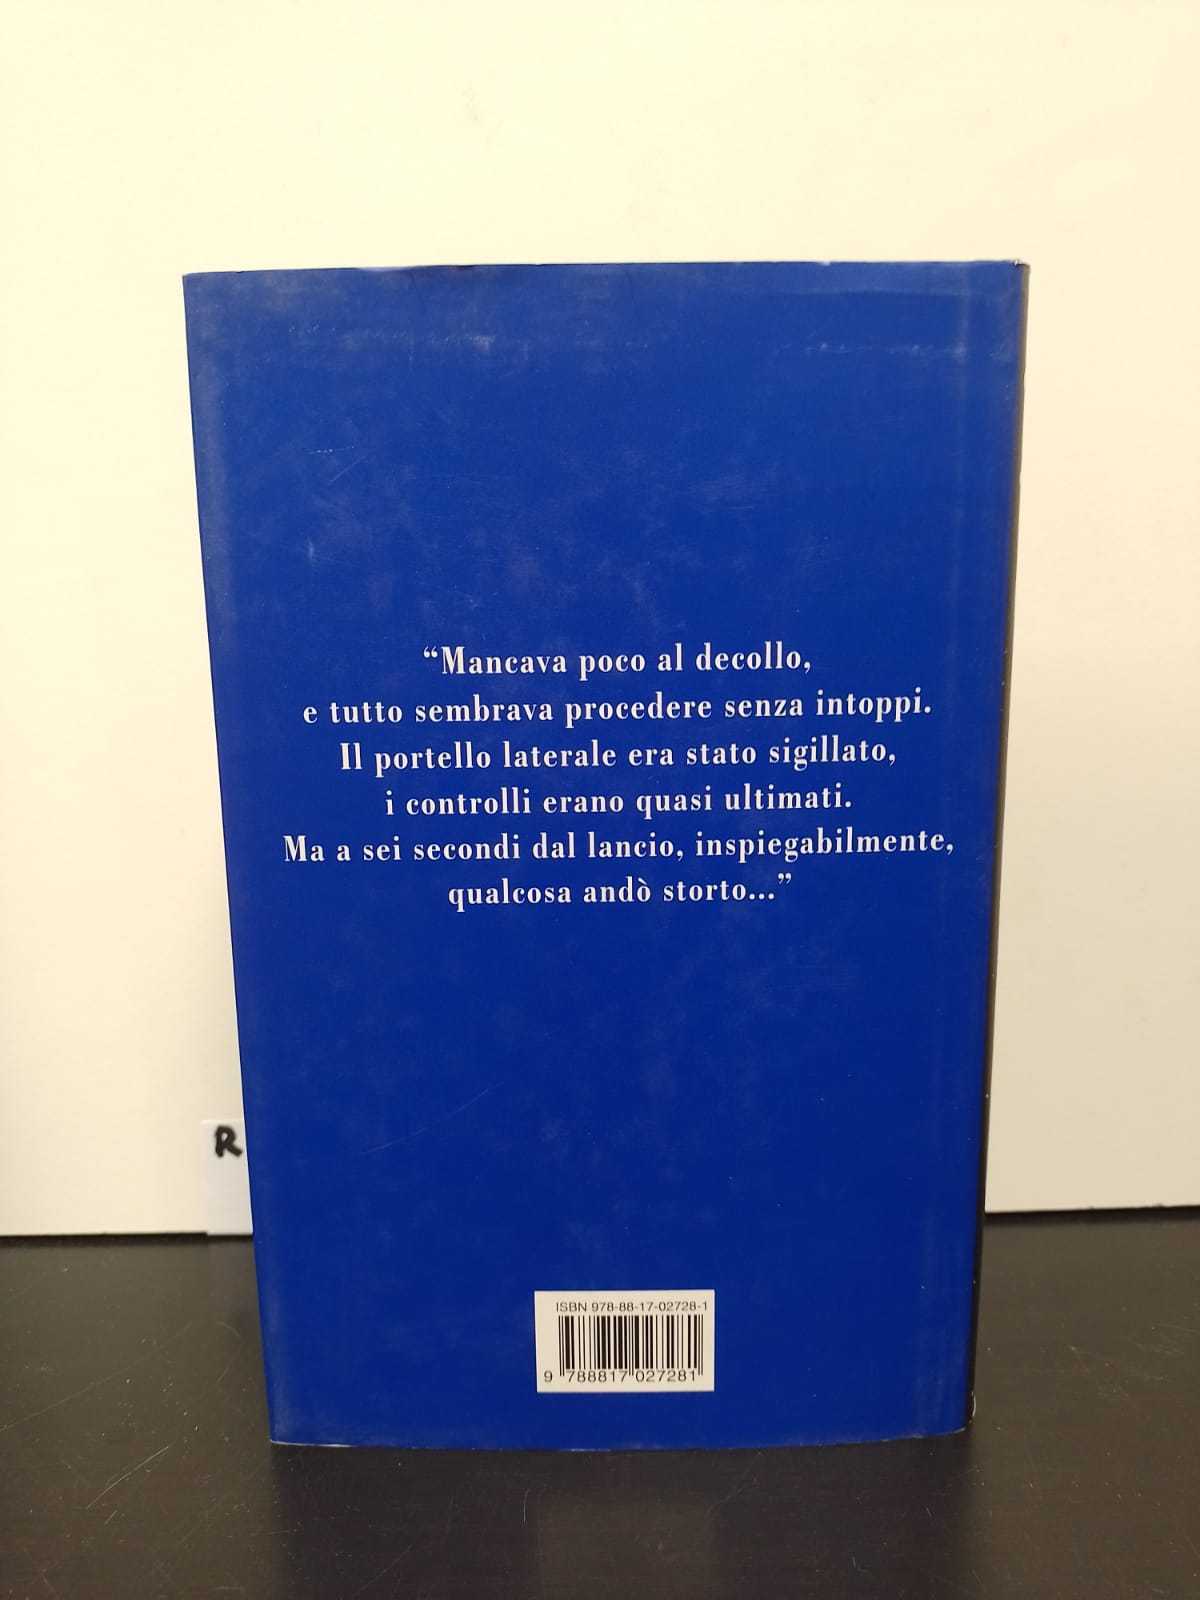 “Mancava poco al decollo,
e tutto sembrava procedere senza intoppi.
Il portello laterale era stato sigillato,
i controlli erano quasi ultimati.
Ma a sei secondi dal lancio, inspiegabilmente,
qualcosa andò storto...”
R
ISBN 978-88-17-02728-1
9 788817 027281